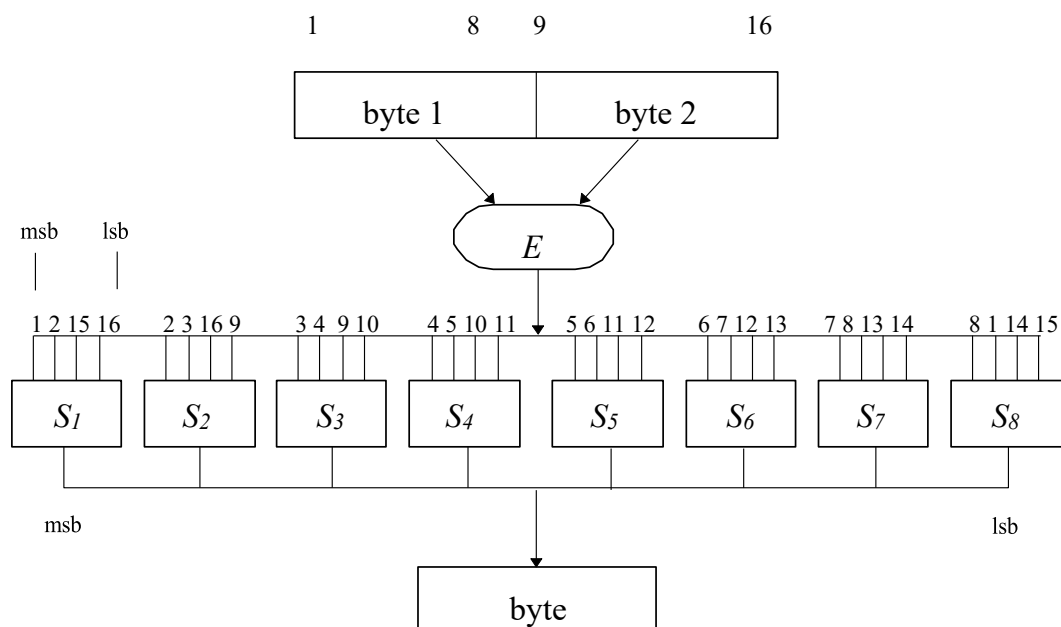 1 8 9 16
byte 1 byte 2
E
msb lsb
1 2 15 16 2 3 16 9 3 4 9 10 4 5 10 11 5 6 11 12 6 7 12 13 7 8 13 14 8 1 14 15
S1 S2 S3 S4 S5 S6 S7 S8
msb lsb
byte